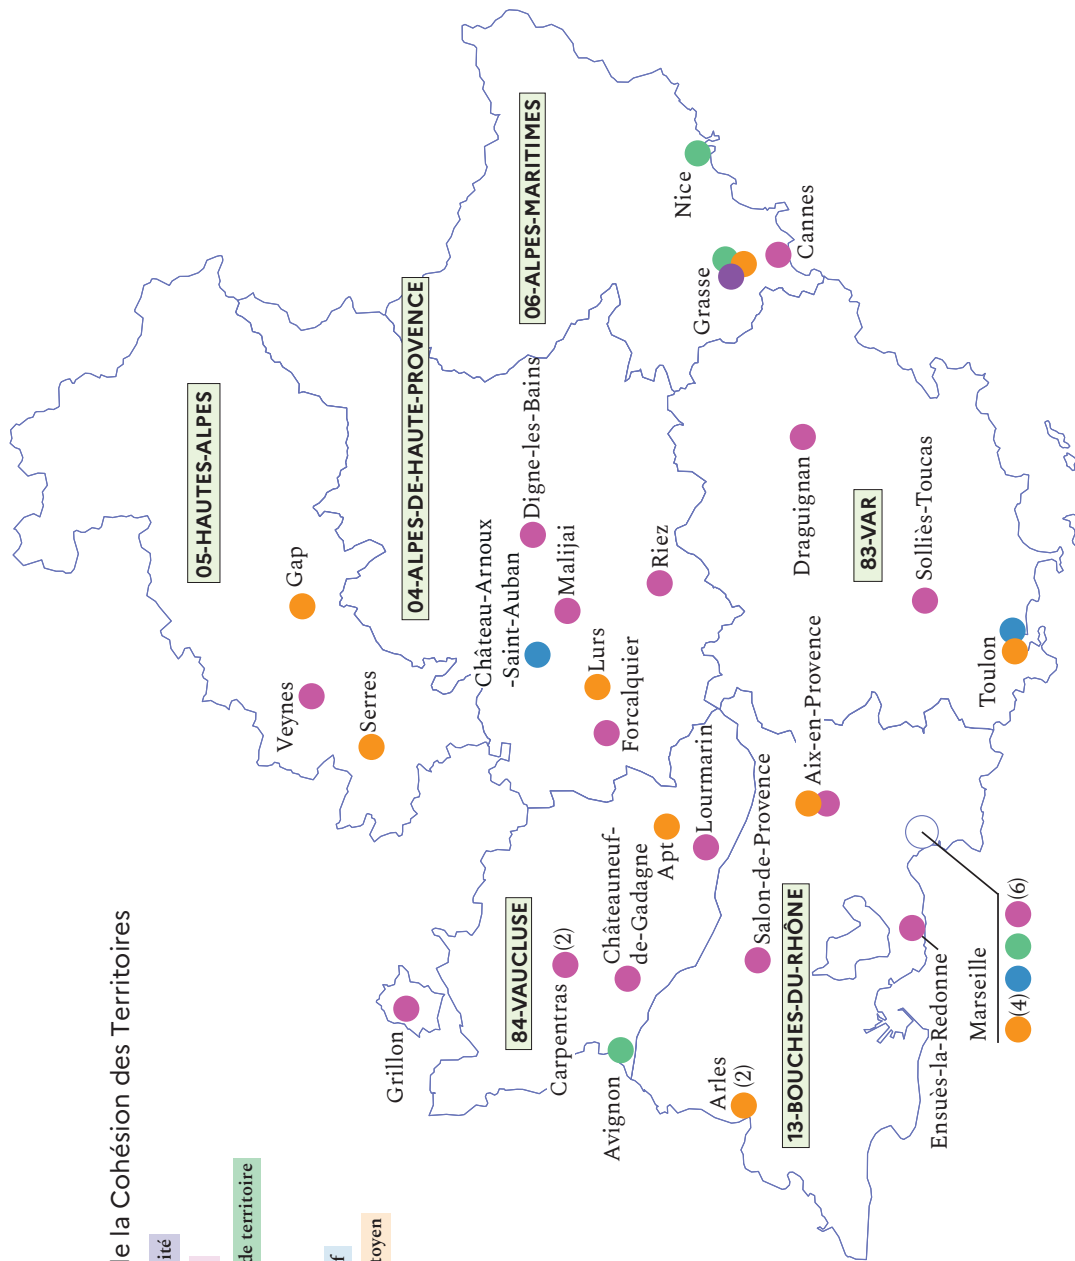 de la Cohésion des Territoires
ité
de territoire
f
toyen
05-HAUTES-ALPES
Veynes
Gap
Serres
04-ALPES-DE-HAUTE-PROVENCE
Château-Arnoux
-Saint-Auban
Digne-les-Bains
Malijai
Lurs
Forcalquier
Riez
06-ALPES-MARITIMES
Nice
Grasse
Cannes
84-VAUCLUSE
Grillon
Carpentras (2)
Châteauneuf-
de-Gadagne
Avignon
Apt
Lourmarin
13-BOUCHES-DU-RHÔNE
Arles
(2)
Salon-de-Provence
Aix-en-Provence
Ensuès-la-Redonne
Marseille
(4)
(6)
83-VAR
Draguignan
Solliès-Toucas
Toulon